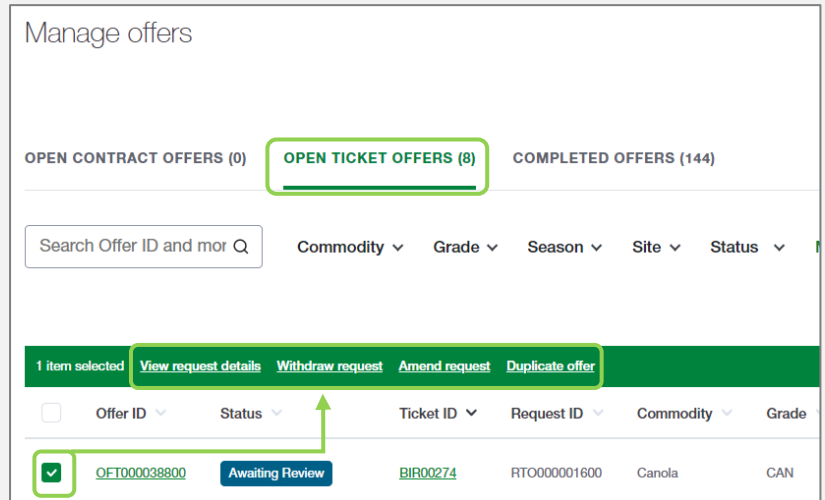 Manage offers
OPEN CONTRACT OFFERS (0) OPEN TICKET OFFERS (8) COMPLETED OFFERS (144)
Search Offer ID and mor Commodity Grade Season Site Status
1 item selected View request details Withdraw request Amend request Duplicate offer
Offer ID Status Ticket ID Request ID Commodity Grade
OFT000038800 Awaiting Review BIR00274 RTO000001600 Canola CAN